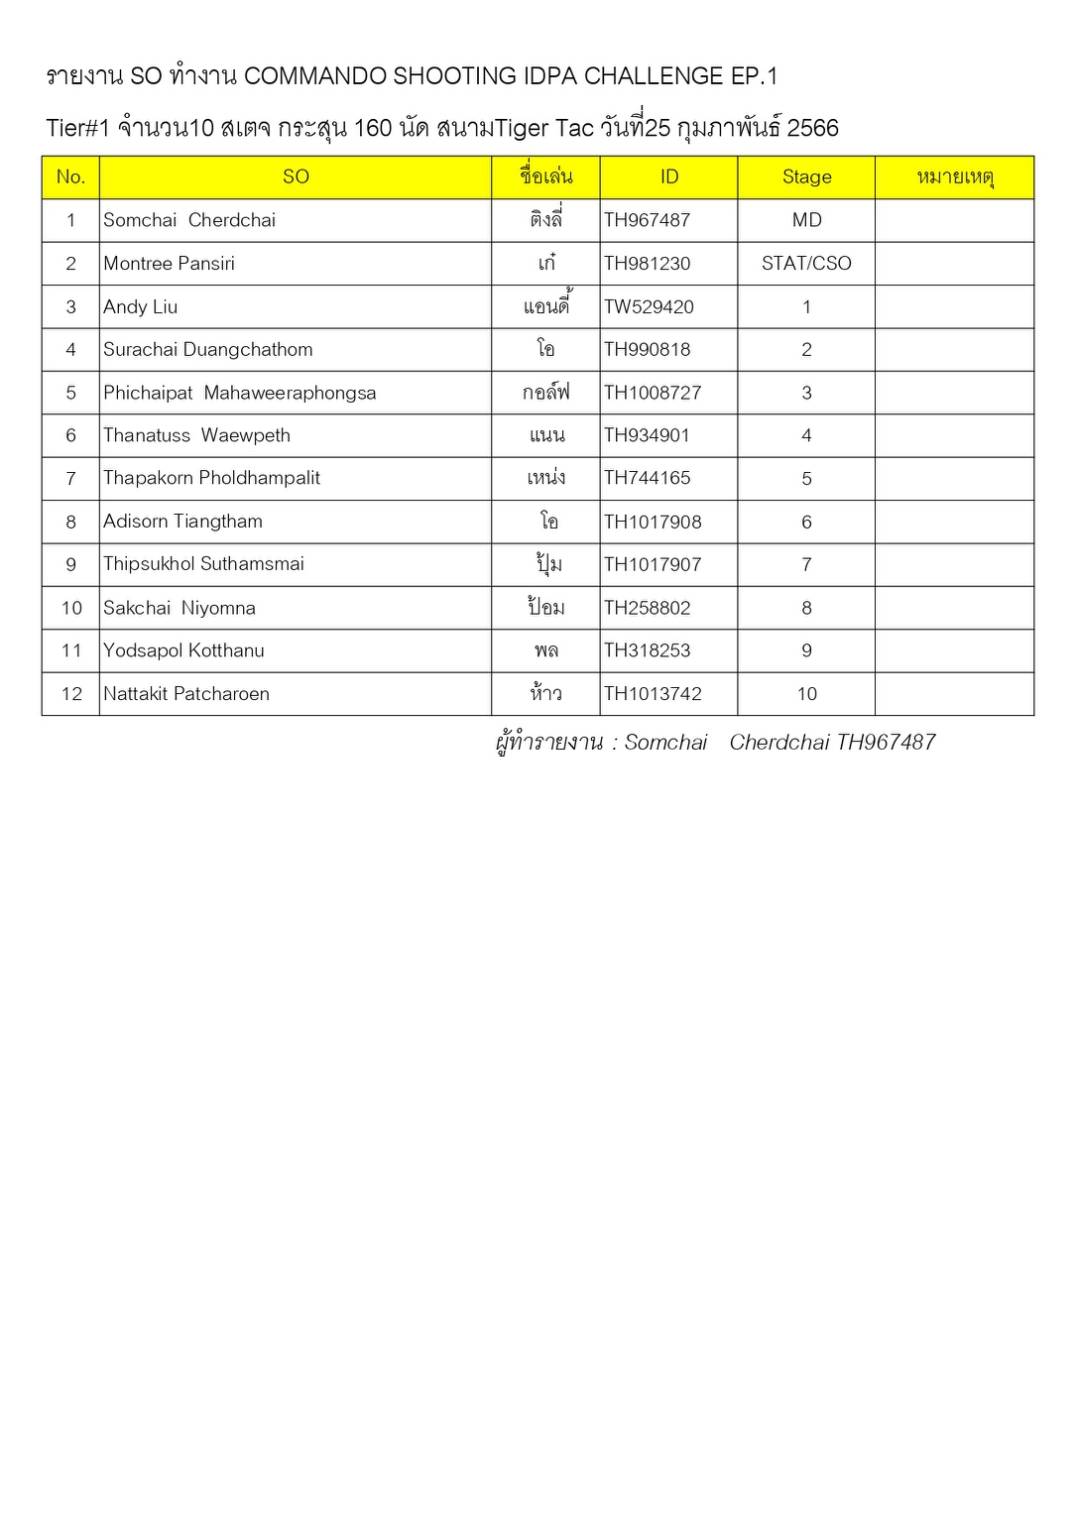 รายงาน SO ทำงาน COMMANDO SHOOTING IDPA CHALLENGE EP.1
Tier#1 จำนวน10 สเตจ กระสุน 160 นัด สนามTiger Tac วันที่25 กุมภาพันธ์ 2566
No. SO ชื่อเล่น ID Stage หมายเหตุ
1 Somchai Cherdchai ติงลี่ TH967487 MD
2 Montree Pansiri เก๋ TH981230 STAT/CSO
3 Andy Liu แอนดี้ TW529420 1
4 Surachai Duangchathom โอ TH990818 2
5 Phichaipat Mahaweeraphongsa กอล์ฟ TH1008727 3
6 Thanatuss Waewpeth แนน TH934901 4
7 Thapakorn Pholdhampalit เหน่ง TH744165 5
8 Adisorn Tiangtham โอ TH1017908 6
9 Thipsukhol Suthamsmai ปุ้ม TH1017907 7
10 Sakchai Niyomna ป้อม TH258802 8
11 Yodsapol Kotthanu พล TH318253 9
12 Nattakit Patcharoen ห้าว TH1013742 10
ผู้ทำรายงาน : Somchai Cherdchai TH967487